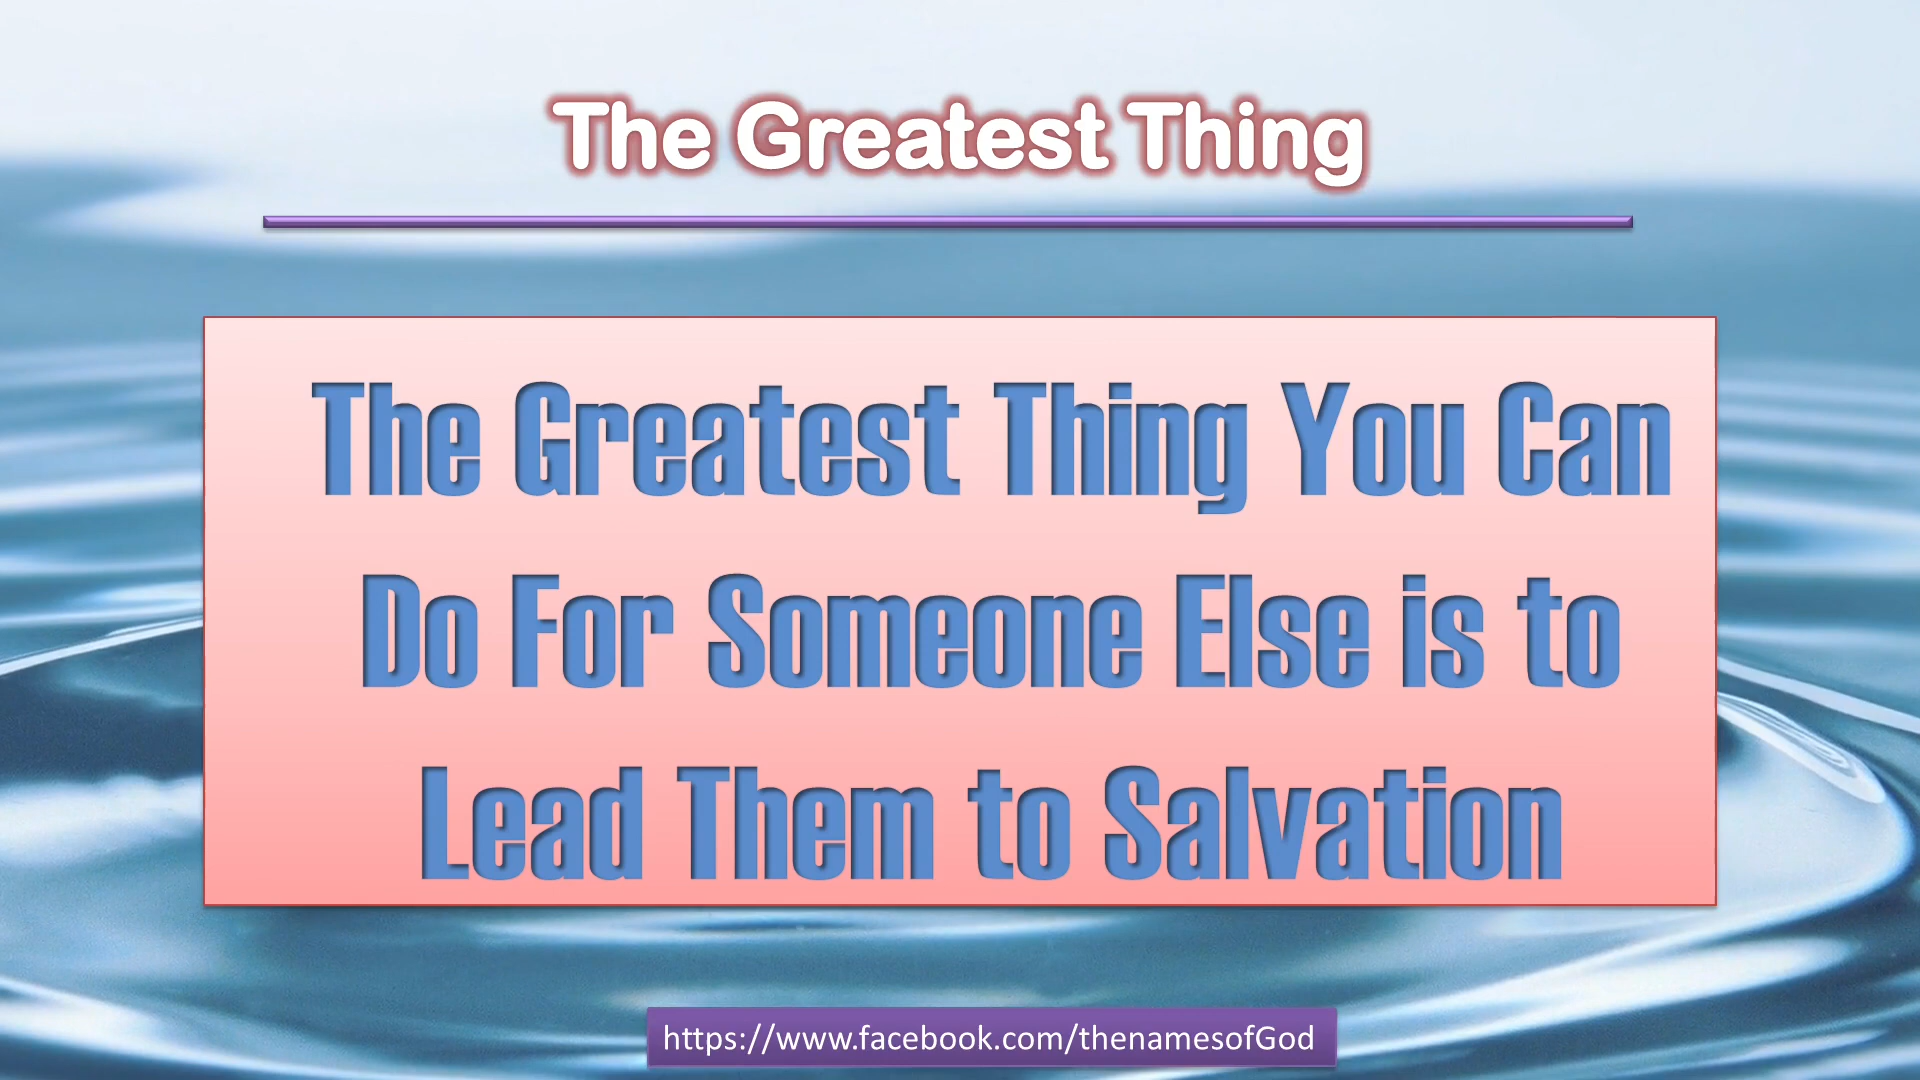 The Greatest Thing
The Greatest Thing You Can
Do For Someone Else is to
Lead Them to Salvation
https://www.facebook.com/thenamesofGod